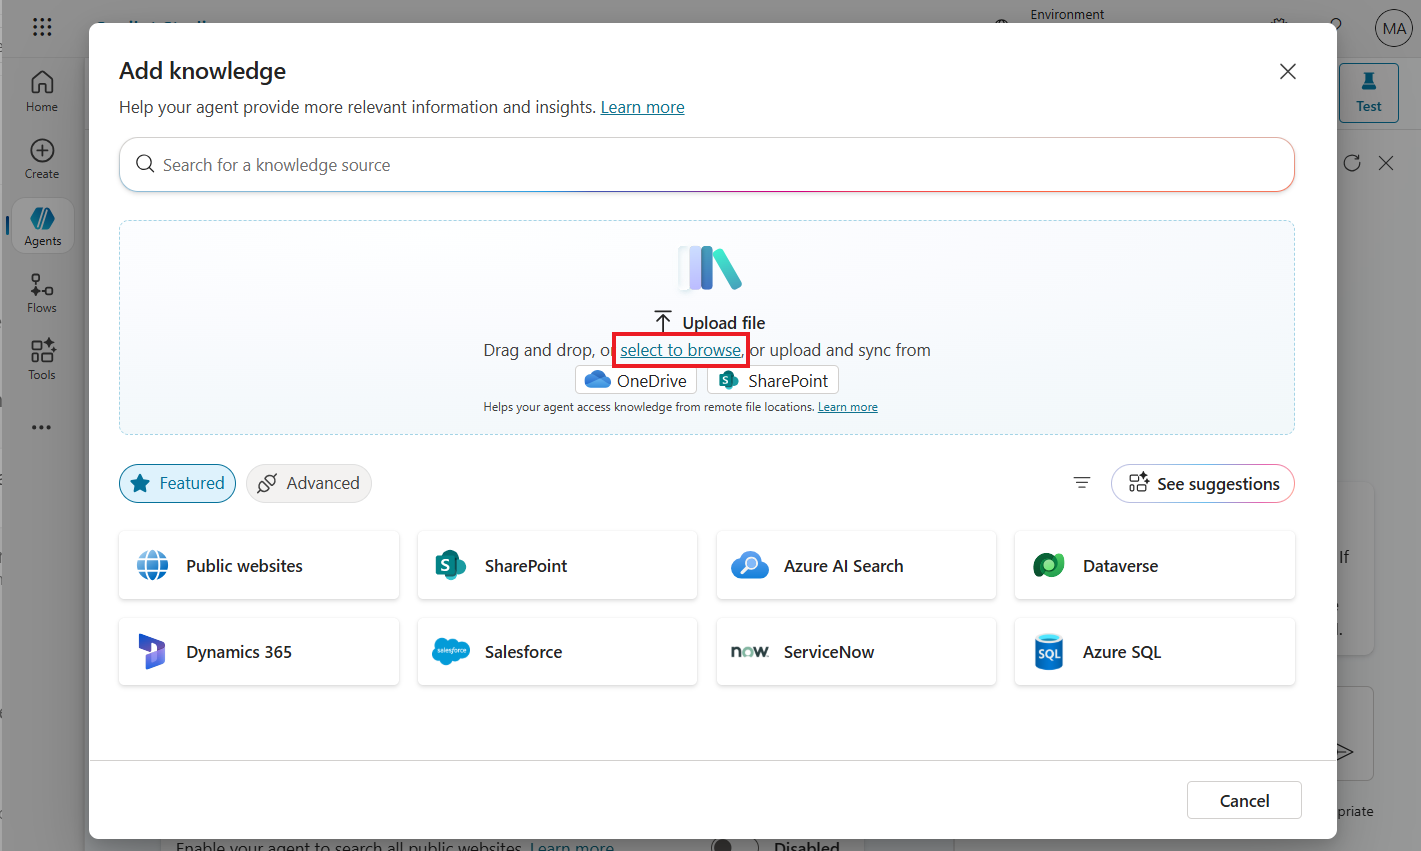 Environment
MA
Add knowledge
Help your agent provide more relevant information and insights. Learn more
Home
Test
Search for a knowledge source
Create
Agents
Upload file
Drag and drop, or select to browse, or upload and sync from
OneDrive
SharePoint
Helps your agent access knowledge from remote file locations. Learn more
Flows
Tools
Featured
Advanced
See suggestions
Public websites
SharePoint
S
Azure AI Search
Dataverse
If
Dynamics 365
salesforce
Salesforce
now.
ServiceNow
SQL
Azure SQL
Cancel
priate
Enable your agent to search all public websites. Learn more
Disabled